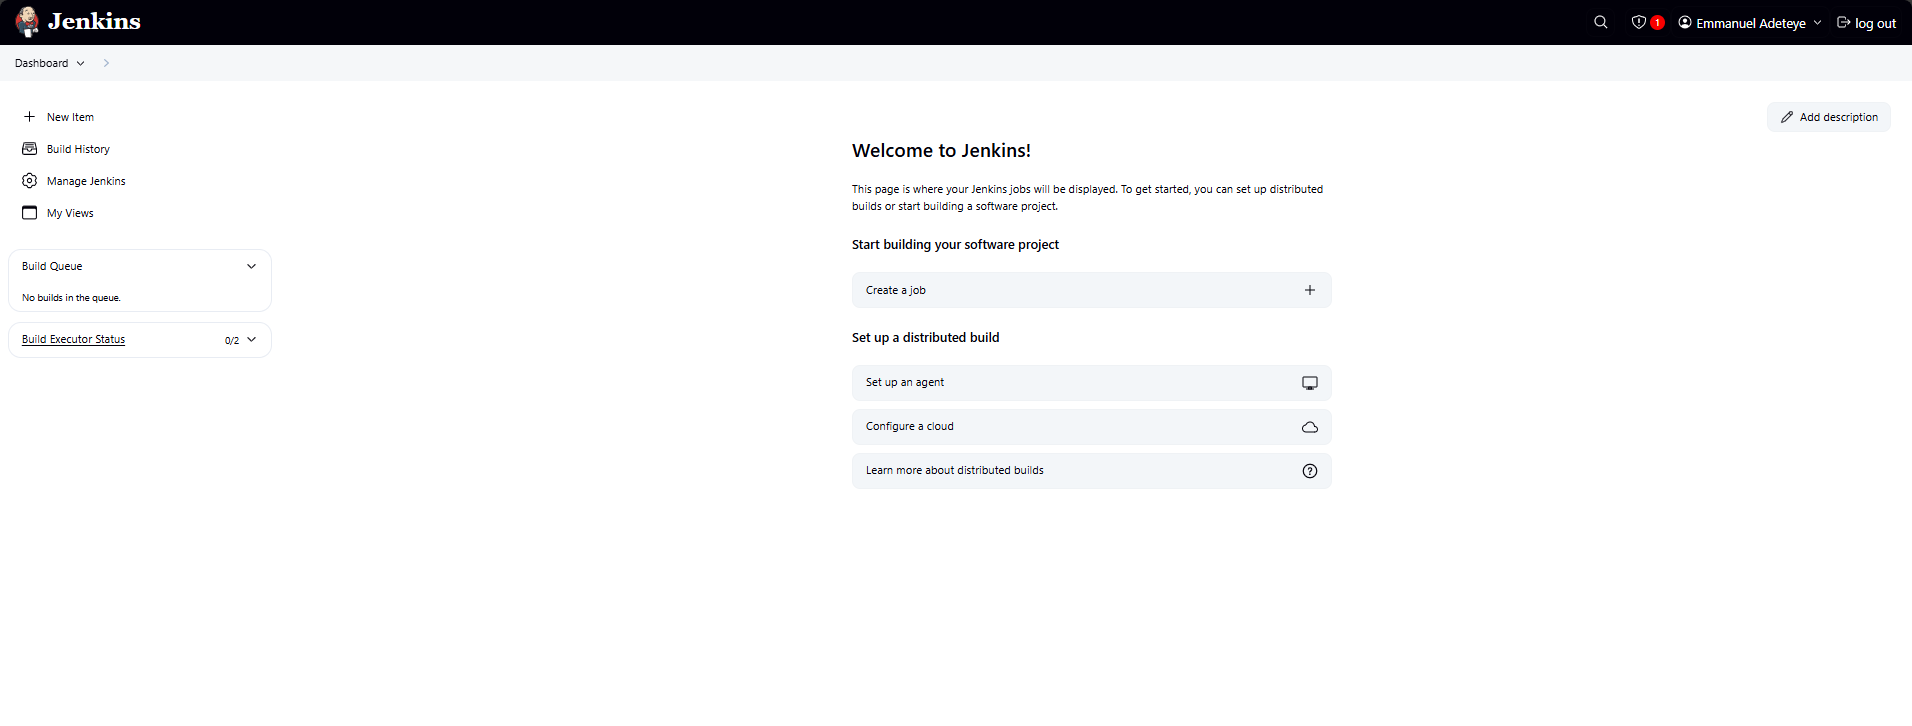 Jenkins
1
Emmanuel Adeteye
log out
Dashboard
New Item
Build History
Manage Jenkins
My Views
Build Queue
No builds in the queue.
Build Executor Status
0/2
Add description
Welcome to Jenkins!
This page is where your Jenkins jobs will be displayed. To get started, you can set up distributed
builds or start building a software project.
Start building your software project
Create a job
Set up a distributed build
Set up an agent
Configure a cloud
Learn more about distributed builds